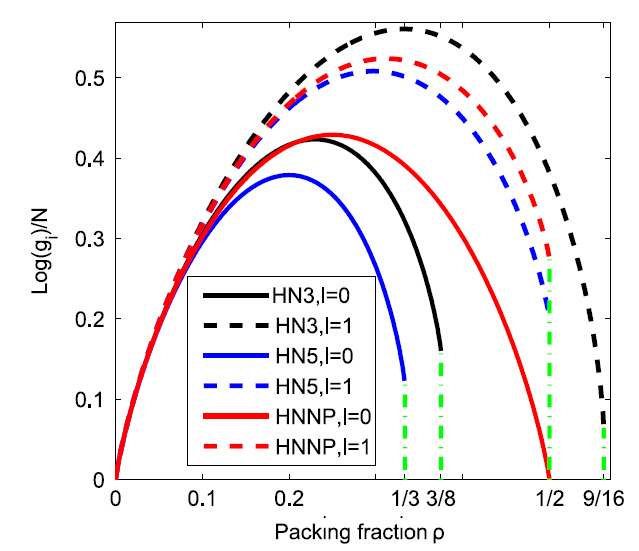 0.5
0.4
0.3
0.2
0.1
0
Log(g_i)/N
HN3,l=0
HN3,l=1
HN5,l=0
HN5,l=1
HNNP,l=0
HNNP,l=1
0 0.1 0.2 1/3 3/8 1/2 9/16
Packing fraction ρ